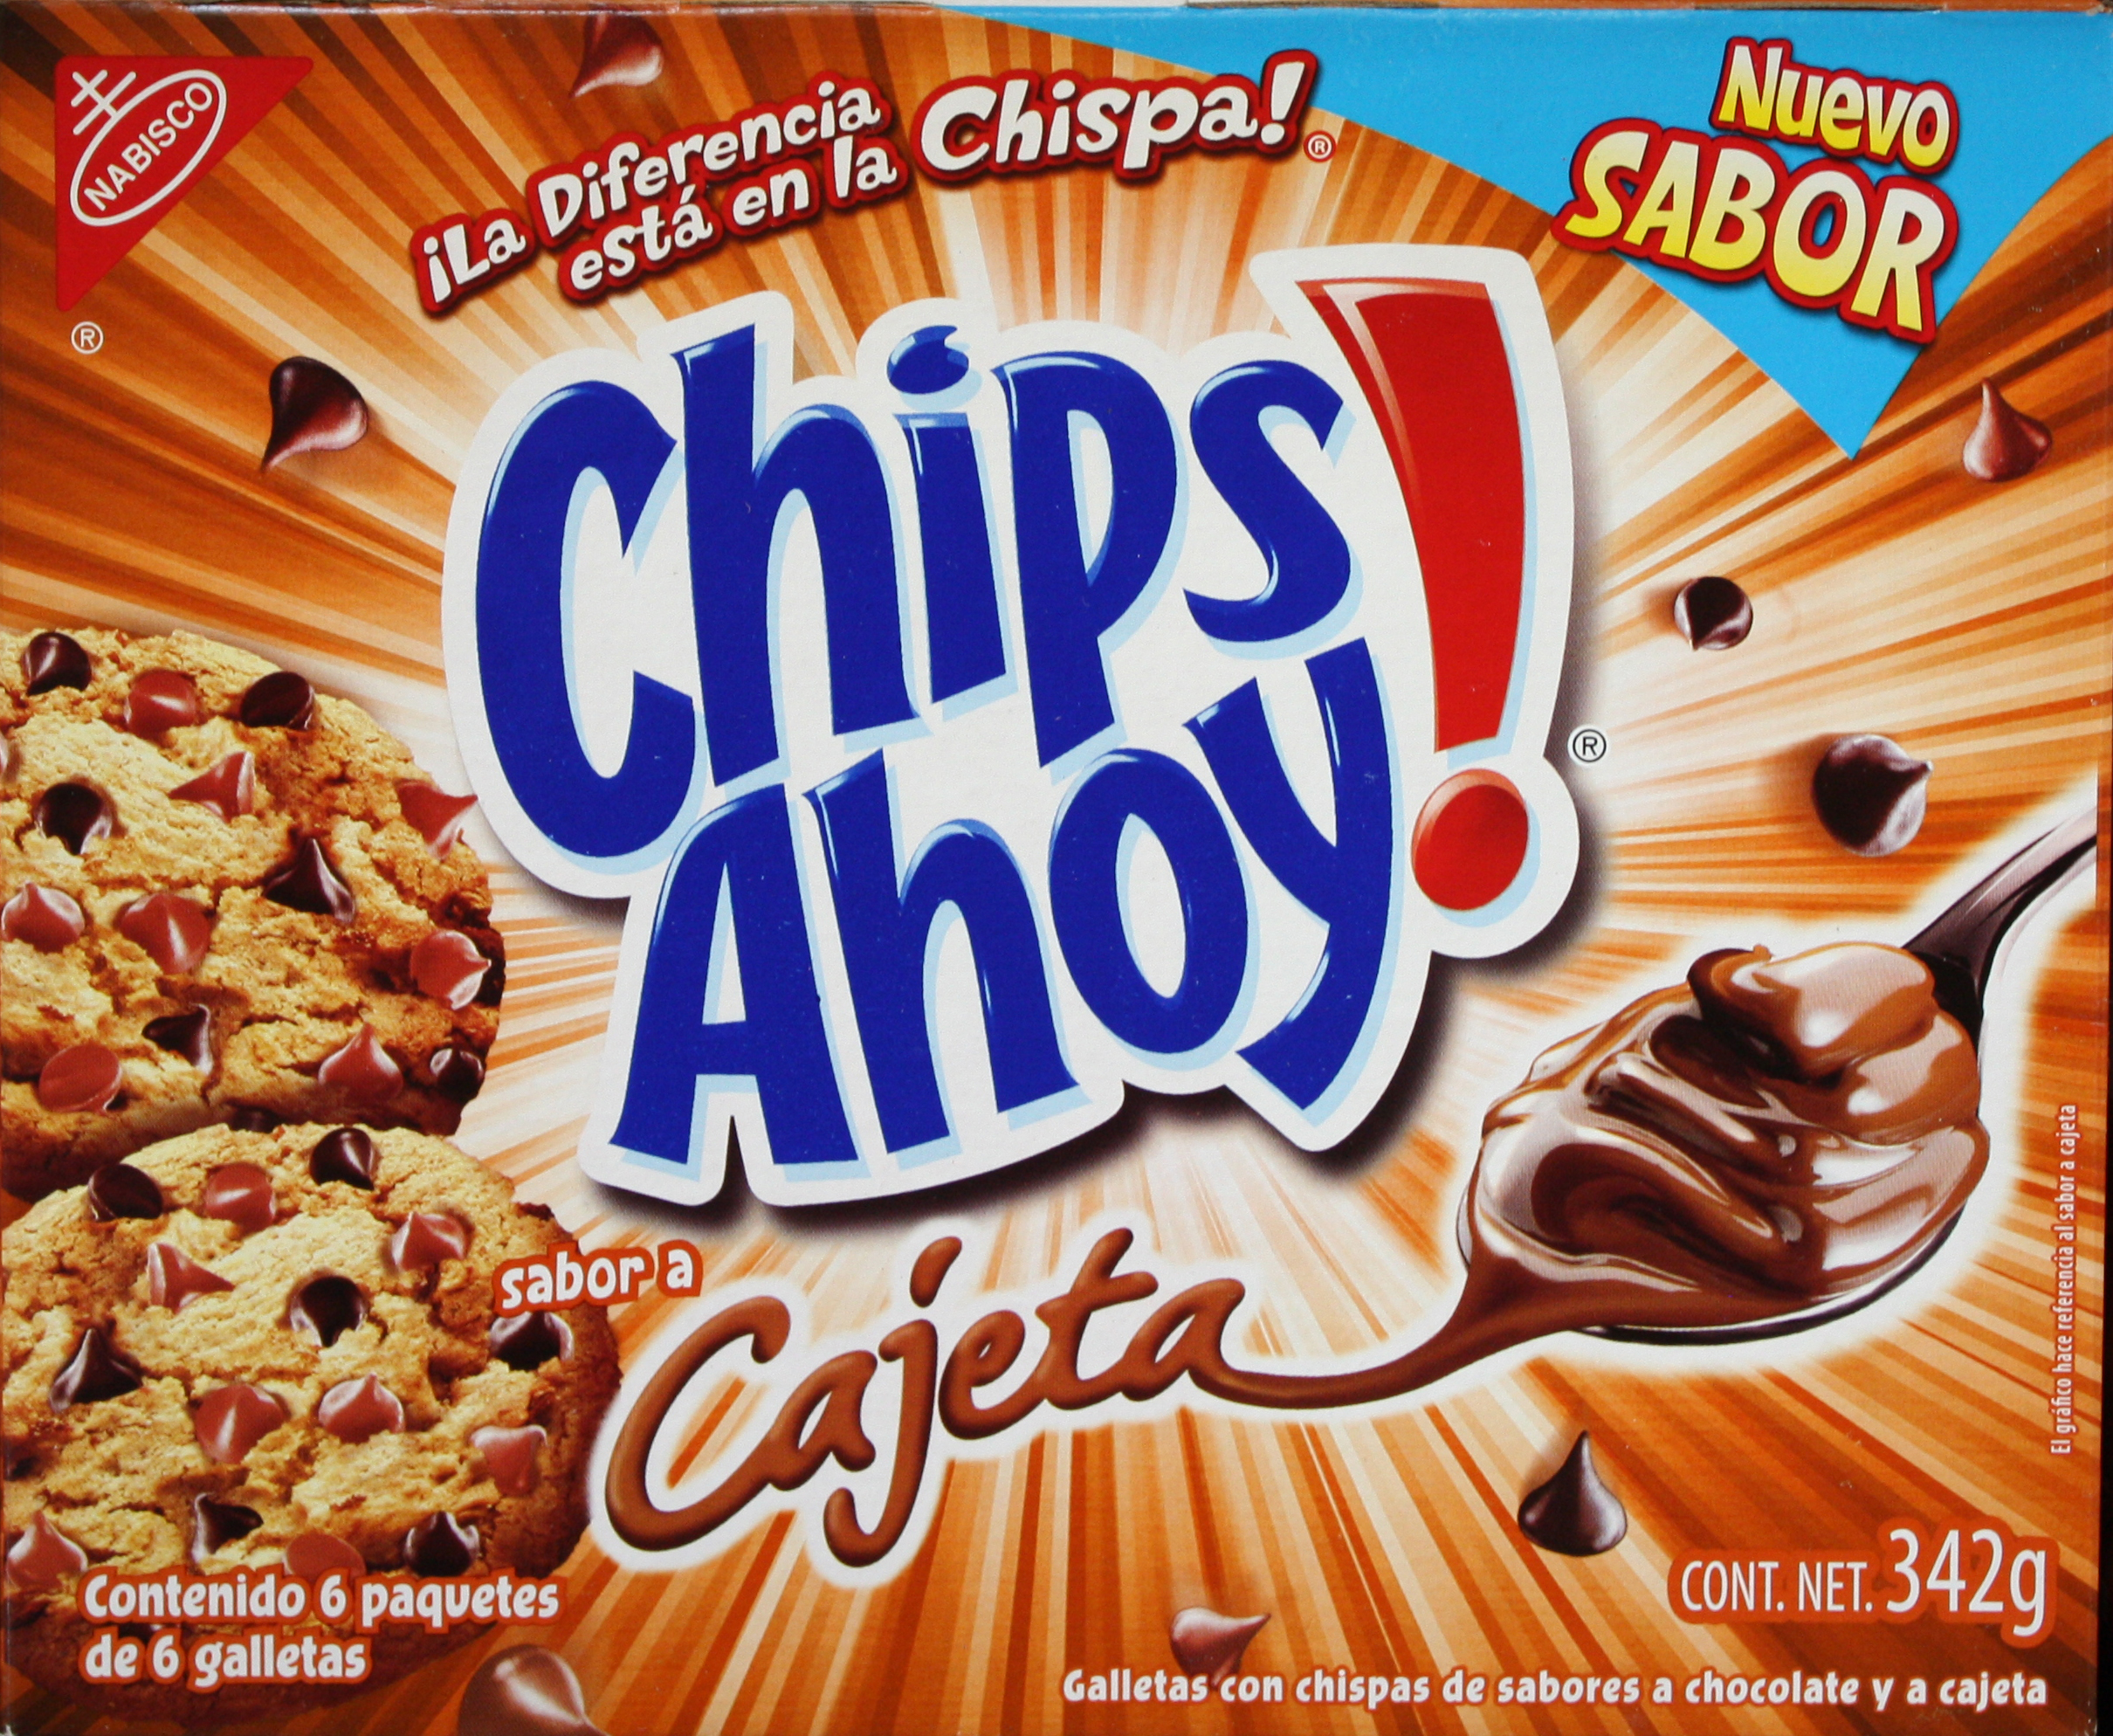 NABISCO
®
¡La Diferencia
está en la Chispa!®
Nuevo
SABOR
Chips
Ahoy!
®
sabor a
Cajeta
El gráfico hace referencia al sabor a cajeta
Contenido 6 paquetes
de 6 galletas
CONT. NET. 342g
Galletas con chispas de sabores a chocolate y a cajeta